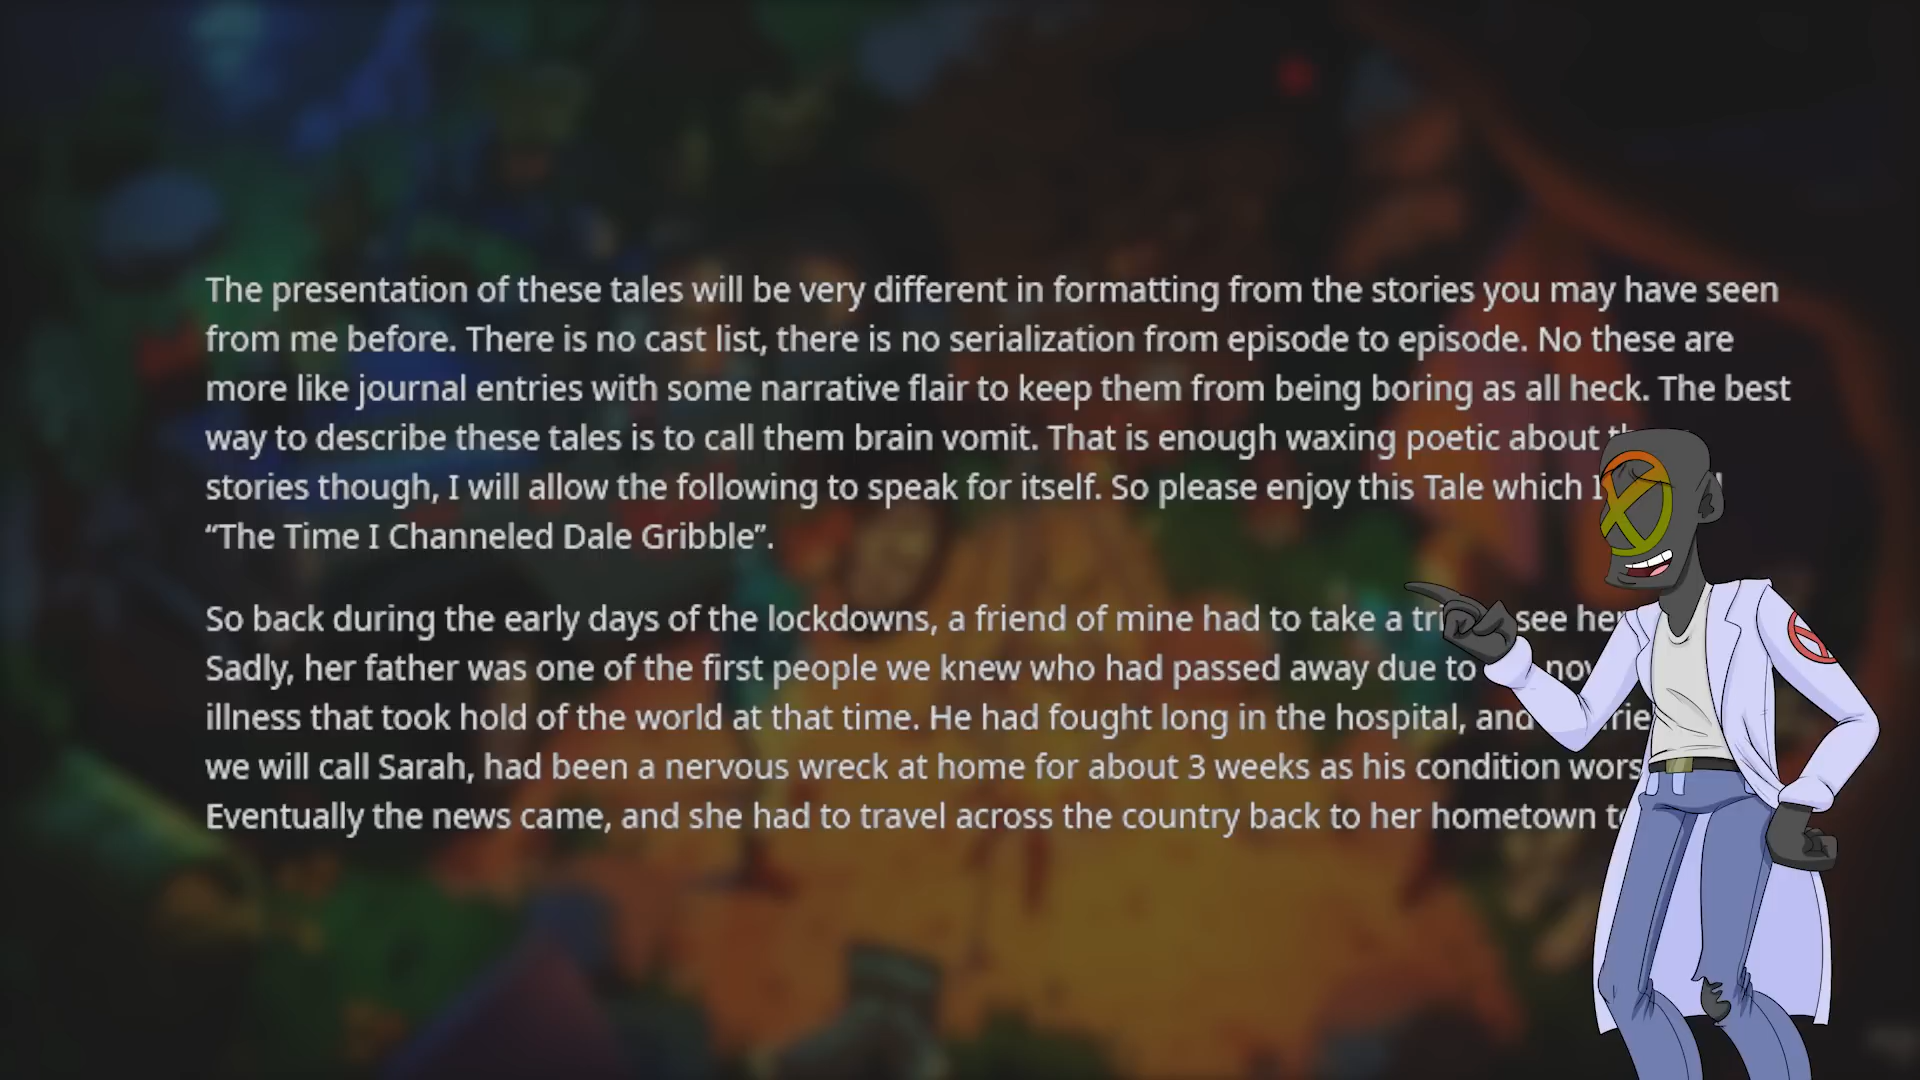 The presentation of these tales will be very different in formatting from the stories you may have seen
from me before. There is no cast list, there is no serialization from episode to episode. No these are
more like journal entries with some narrative flair to keep them from being boring as all heck. The best
way to describe these tales is to call them brain vomit. That is enough waxing poetic about
stories though, I will allow the following to speak for itself. So please enjoy this Tale which I
“The Time I Channeled Dale Gribble”.
So back during the early days of the lockdowns, a friend of mine had to take a see
Sadly, her father was one of the first people we knew who had passed away due to
illness that took hold of the world at that time. He had fought long in the hospital, and
we will call Sarah, had been a nervous wreck at home for about 3 weeks as his condition
Eventually the news came, and she had to travel across the country back to her hometown